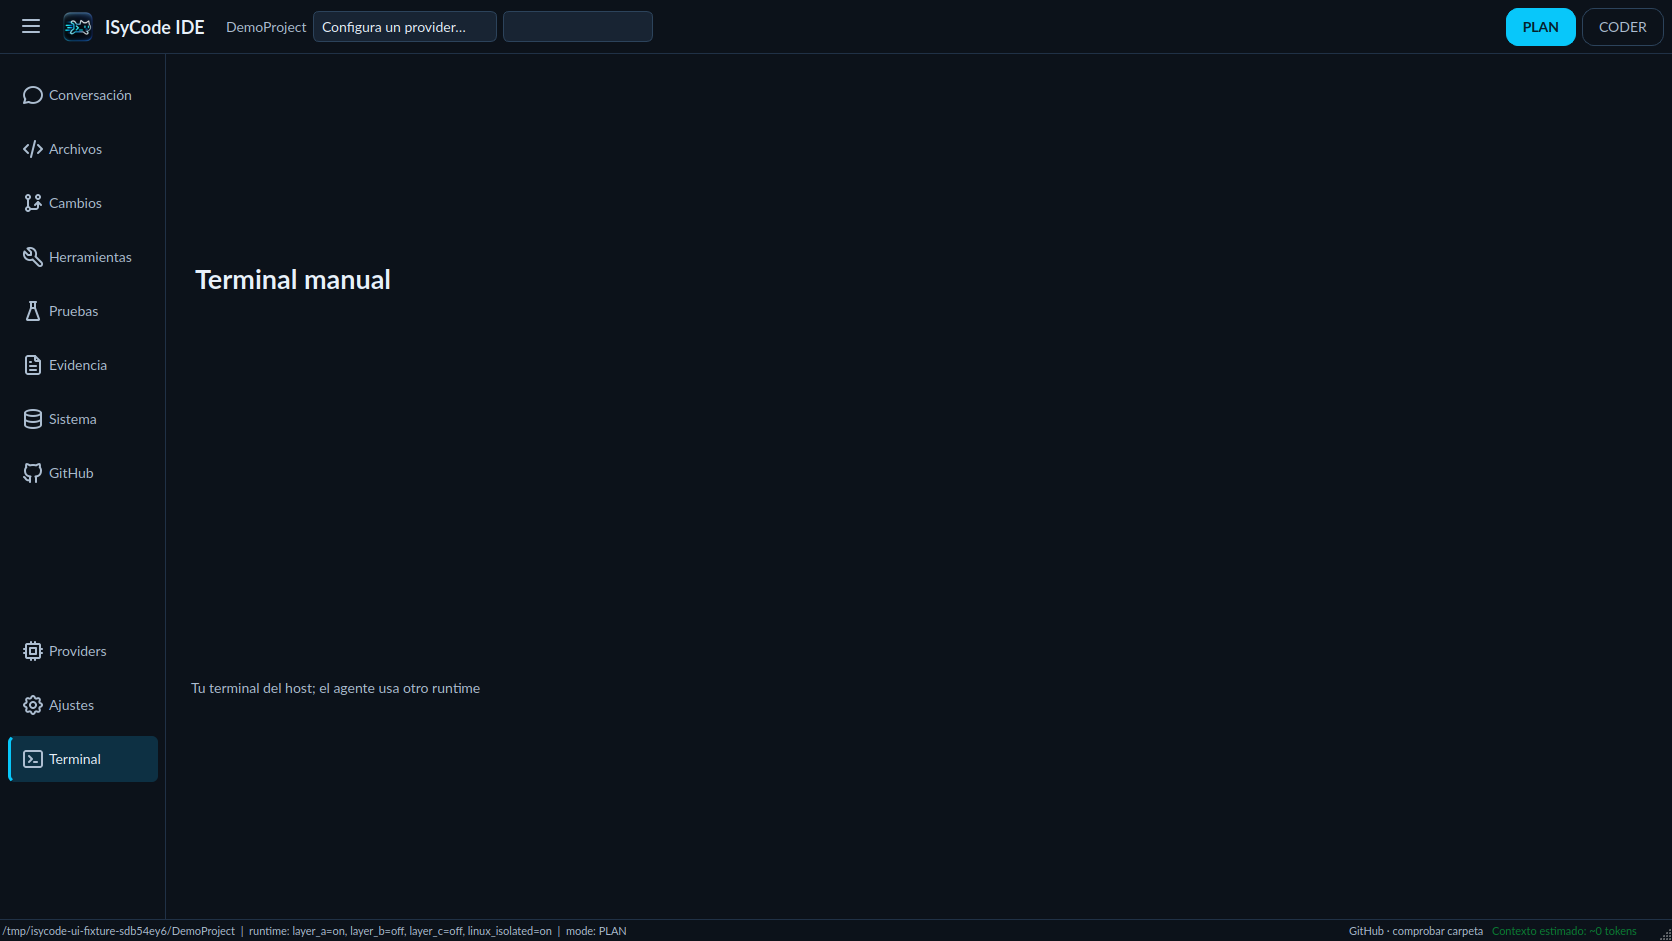 ISyCode IDE DemoProject Configura un provider... PLAN CODER
Conversación
Archivos
Cambios
Herramientas
Pruebas
Evidencia
Sistema
GitHub
Terminal manual
Tu terminal del host; el agente usa otro runtime
Providers
Ajustes
Terminal
/tmp/isycode-ui-fixture-sdb54ey6/DemoProject | runtime: layer_a=on, layer_b=off, layer_c=off, linux_isolated=on | mode: PLAN GitHub · comprobar carpeta Contexto estimado: ~0 tokens